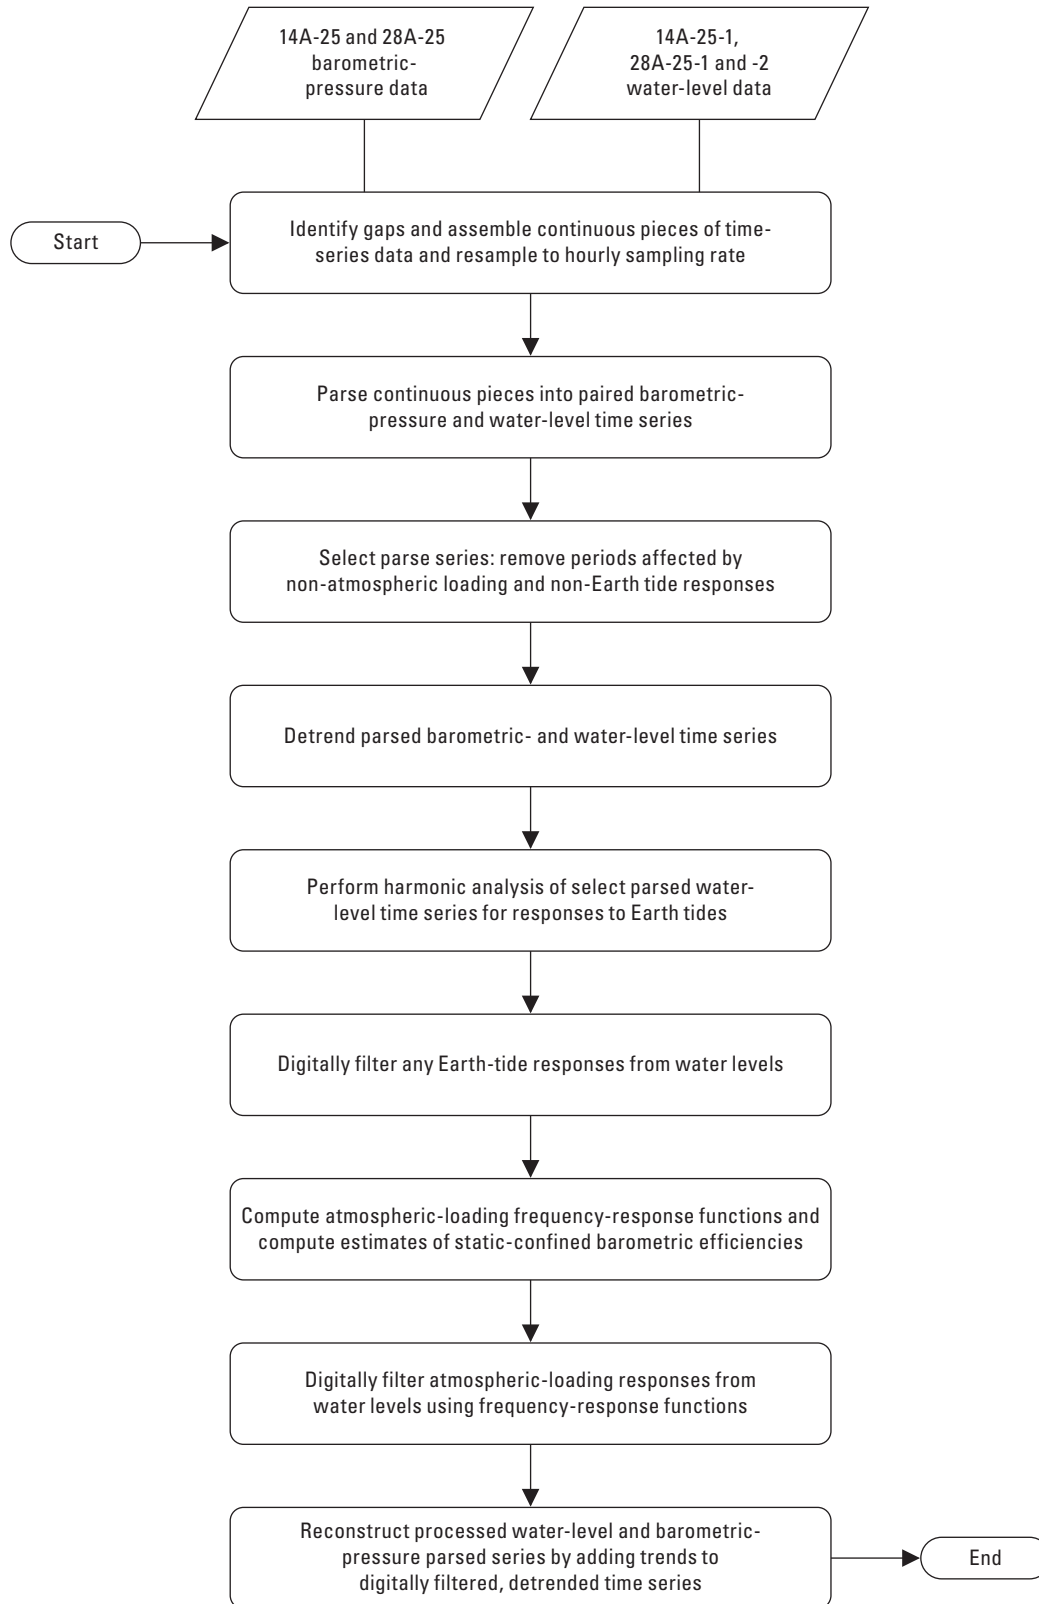 14A-25 and 28A-25
barometric-
pressure data
14A-25-1,
28A-25-1 and -2
water-level data
Start
Identify gaps and assemble continuous pieces of time-
series data and resample to hourly sampling rate
Parse continuous pieces into paired barometric-
pressure and water-level time series
Select parse series: remove periods affected by
non-atmospheric loading and non-Earth tide responses
Detrend parsed barometric- and water-level time series
Perform harmonic analysis of select parsed water-
level time series for responses to Earth tides
Digitally filter any Earth-tide responses from water levels
Compute atmospheric-loading frequency-response functions and
compute estimates of static-confined barometric efficiencies
Digitally filter atmospheric-loading responses from
water levels using frequency-response functions
Reconstruct processed water-level and barometric-
pressure parsed series by adding trends to
digitally filtered, detrended time series
End